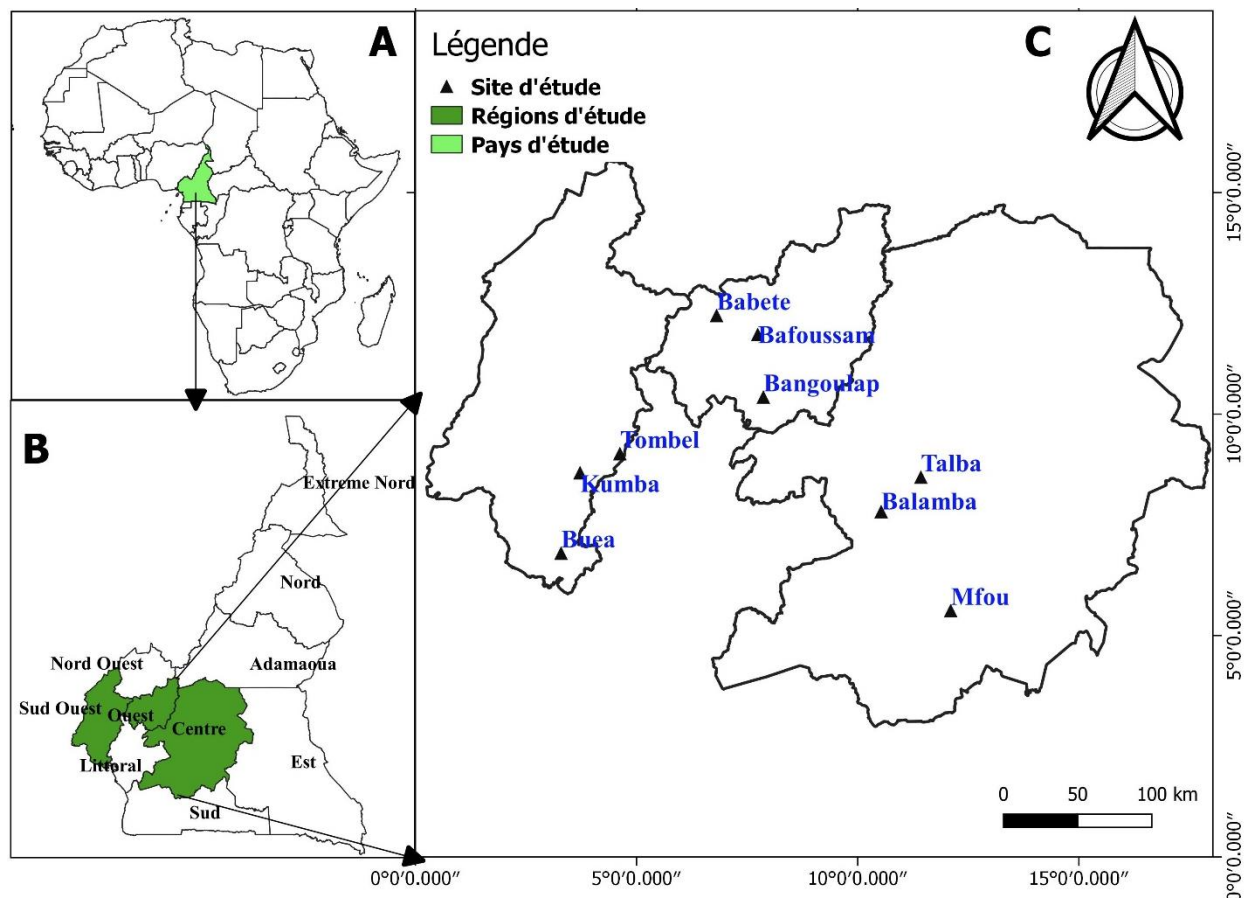 A
Légende
Site d'étude
Régions d'étude
Pays d'étude
C
Babete
Bafoussam
Bangoulap
Tombel
Kumba
Buea
Talba
Balamba
Mfou
B
Extreme Nord
Nord
Adamaoua
Nord Ouest
Sud Ouest
Ouest
Centre
Littoral
Est
Sud
0 50 100 km
15°0′0.000″
10°0′0.000″
5°0′0.000″
0°0′0.000″
0°0′0.000″ 5°0′0.000″ 10°0′0.000″ 15°0′0.000″